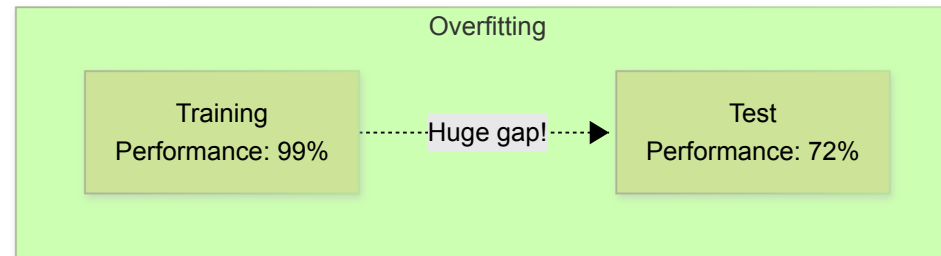 Overfitting
Training
Performance: 99%
Huge gap!
Test
Performance: 72%